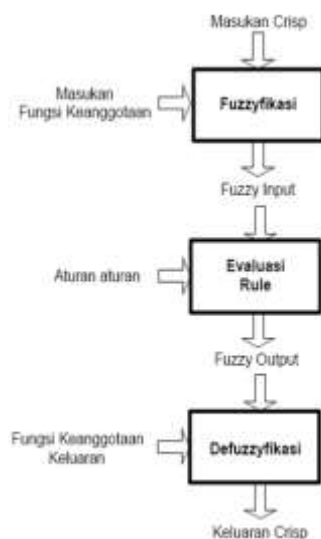 Masukan Crisp
Masukan
Fungsi Keanggotaan
Fuzzyfikasi
Fuzzy Input
Aturan aturan
Evaluasi
Rule
Fuzzy Output
Fungsi Keanggotaan
Keluaran
Defuzzyfikasi
Keluaran Crisp